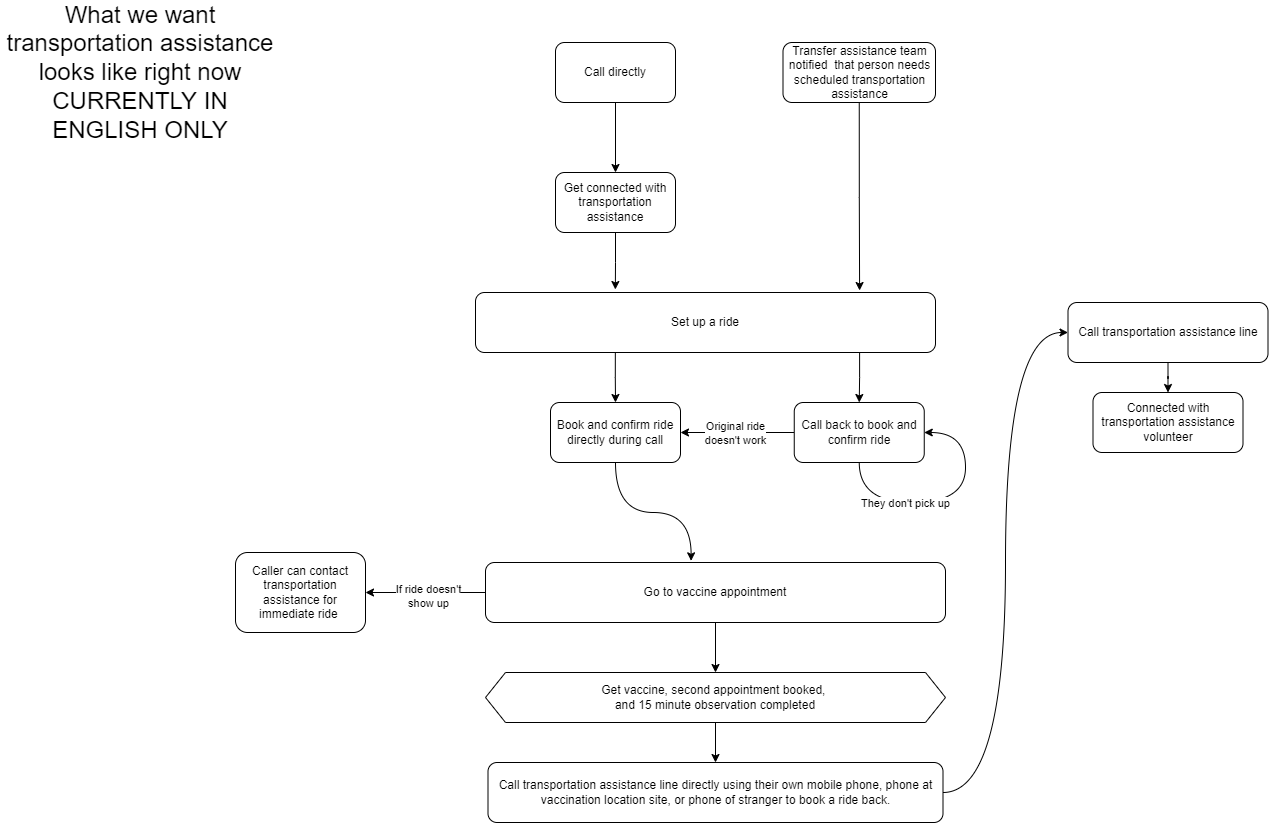 What we want
transportation assistance
looks like right now
CURRENTLY IN
ENGLISH ONLY
Call directly
Transfer assistance team
notified that person needs
scheduled transportation
assistance
Get connected with
transportation
assistance
Set up a ride
Call transportation assistance line
Connected with
transportation assistance
volunteer
Book and confirm ride
directly during call
Original ride
doesn't work
Call back to book and
confirm ride
They don't pick up
Caller can contact
transportation
assistance for
immediate ride
If ride doesn't
show up
Go to vaccine appointment
Get vaccine, second appointment booked,
and 15 minute observation completed
Call transportation assistance line directly using their own mobile phone, phone at
vaccination location site, or phone of stranger to book a ride back.